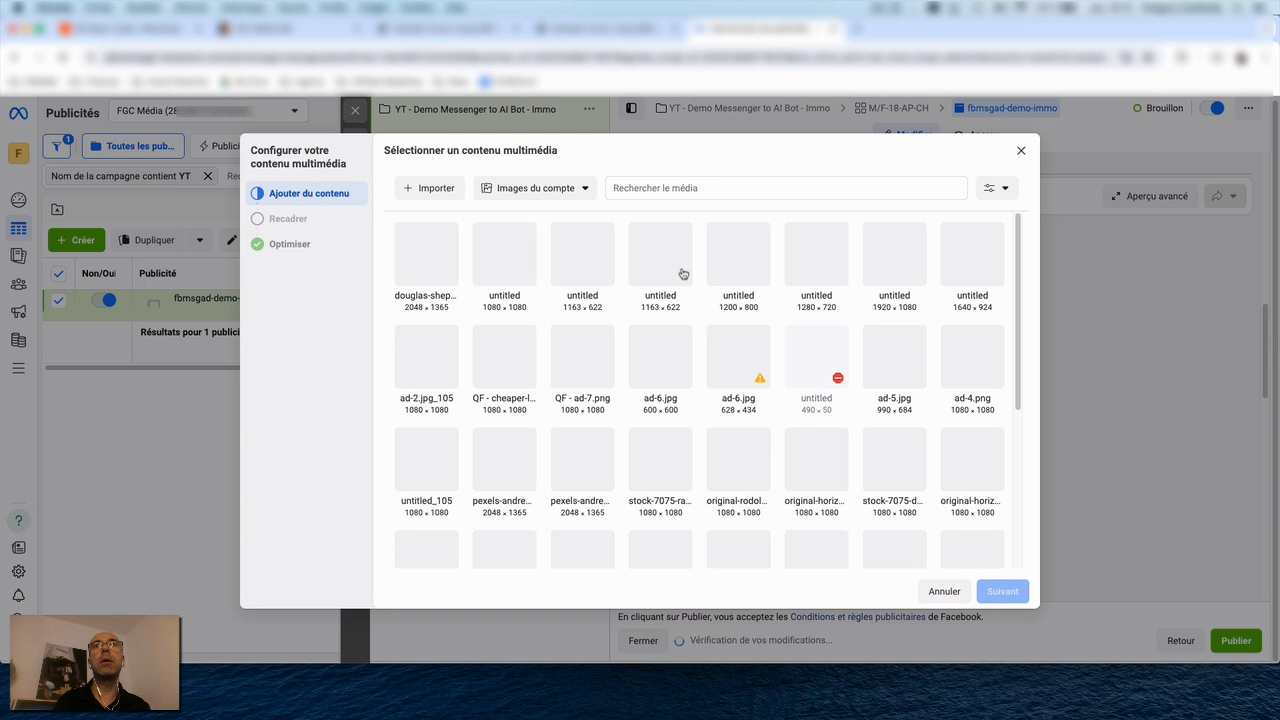 Publicités
FGC Média (28
YT - Demo Messenger to AI Bot - Immo
YT - Demo Messenger to AI Bot - Immo
M/F-18-AP-CH
fbmsgad-demo-immo
Brouillon
F
1
Toutes les pub...
Nom de la campagne contient YT
Aperçu avancé
Créer
Dupliquer
Non/Oui
Publicité
fbmsgad-demo-
Résultats pour 1 publici
Configurer votre
contenu multimédia
Ajouter du contenu
Recadrer
Optimiser
Sélectionner un contenu multimédia
Importer
Images du compte
Rechercher le média
douglas-shep... untitled untitled untitled untitled untitled untitled untitled
2048 × 1365 1080 × 1080 1163 × 622 1163 × 622 1200 × 800 1280 × 720 1920 × 1080 1640 × 924
ad-2.jpg_105 QF - cheaper-l... QF - ad-7.png ad-6.jpg ad-6.jpg untitled ad-5.jpg ad-4.png
1080 × 1080 1080 × 1080 1080 × 1080 600 × 600 628 × 434 490 × 50 990 × 684 1080 × 1080
untitled_105 pexels-andre... pexels-andre... stock-7075-ra... original-rodol... original-horiz... stock-7075-d... original-horiz...
1080 × 1080 2048 × 1365 2048 × 1365 1080 × 1080 1080 × 1080 1080 × 1080 1080 × 1080 1080 × 1080
Annuler
Suivant
En cliquant sur Publier, vous acceptez les Conditions et règles publicitaires de Facebook.
Fermer
Vérification de vos modifications...
Retour
Publier